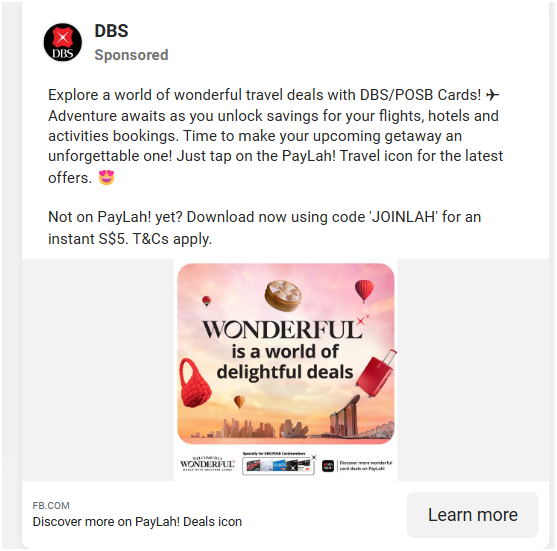 DBS
DBS
Sponsored
Explore a world of wonderful travel deals with DBS/POSB Cards! ✈
Adventure awaits as you unlock savings for your flights, hotels and
activities bookings. Time to make your upcoming getaway an
unforgettable one! Just tap on the PayLah! Travel icon for the latest
offers. 😍
Not on PayLah! yet? Download now using code 'JOINLAH' for an
instant S$5. T&Cs apply.
WONDERFUL
is a world of
delightful deals
WELCOME TO A
WONDERFUL
Specially for DBS/POSB Cardmembers
Discover more wonderful
card deals on PayLah!
FB.COM
Discover more on PayLah! Deals icon
Learn more